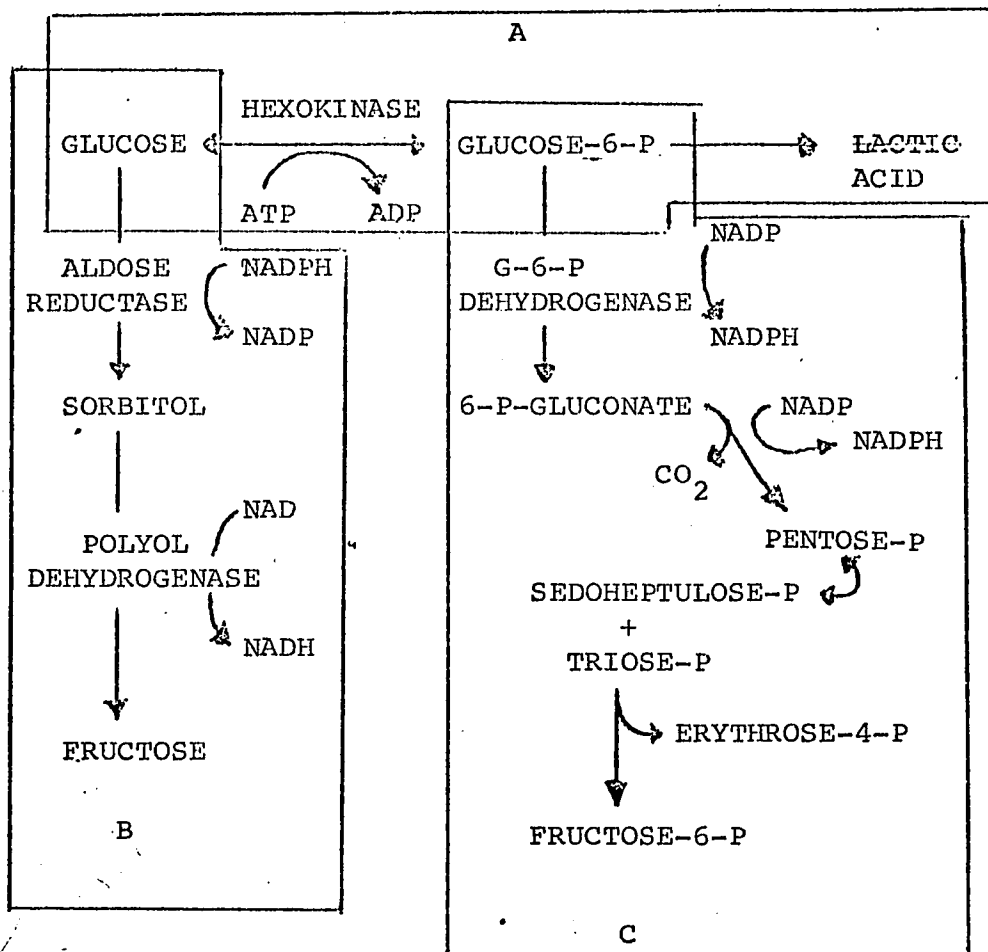 A
HEXOKINASE
GLUCOSE
GLUCOSE-6-P
LACTIC
ACID
ATP
ADP
ALDOSE
REDUCTASE
NADPH
NADP
SORBITOL
NAD
POLYOL
DEHYDROGENASE
NADH
FRUCTOSE
B
G-6-P
DEHYDROGENASE
NADP
NADPH
6-P-GLUCONATE
NADP
NADPH
CO2
PENTOSE-P
SEDOHEPTULOSE-P
+
TRIOSE-P
ERYTHROSE-4-P
FRUCTOSE-6-P
C